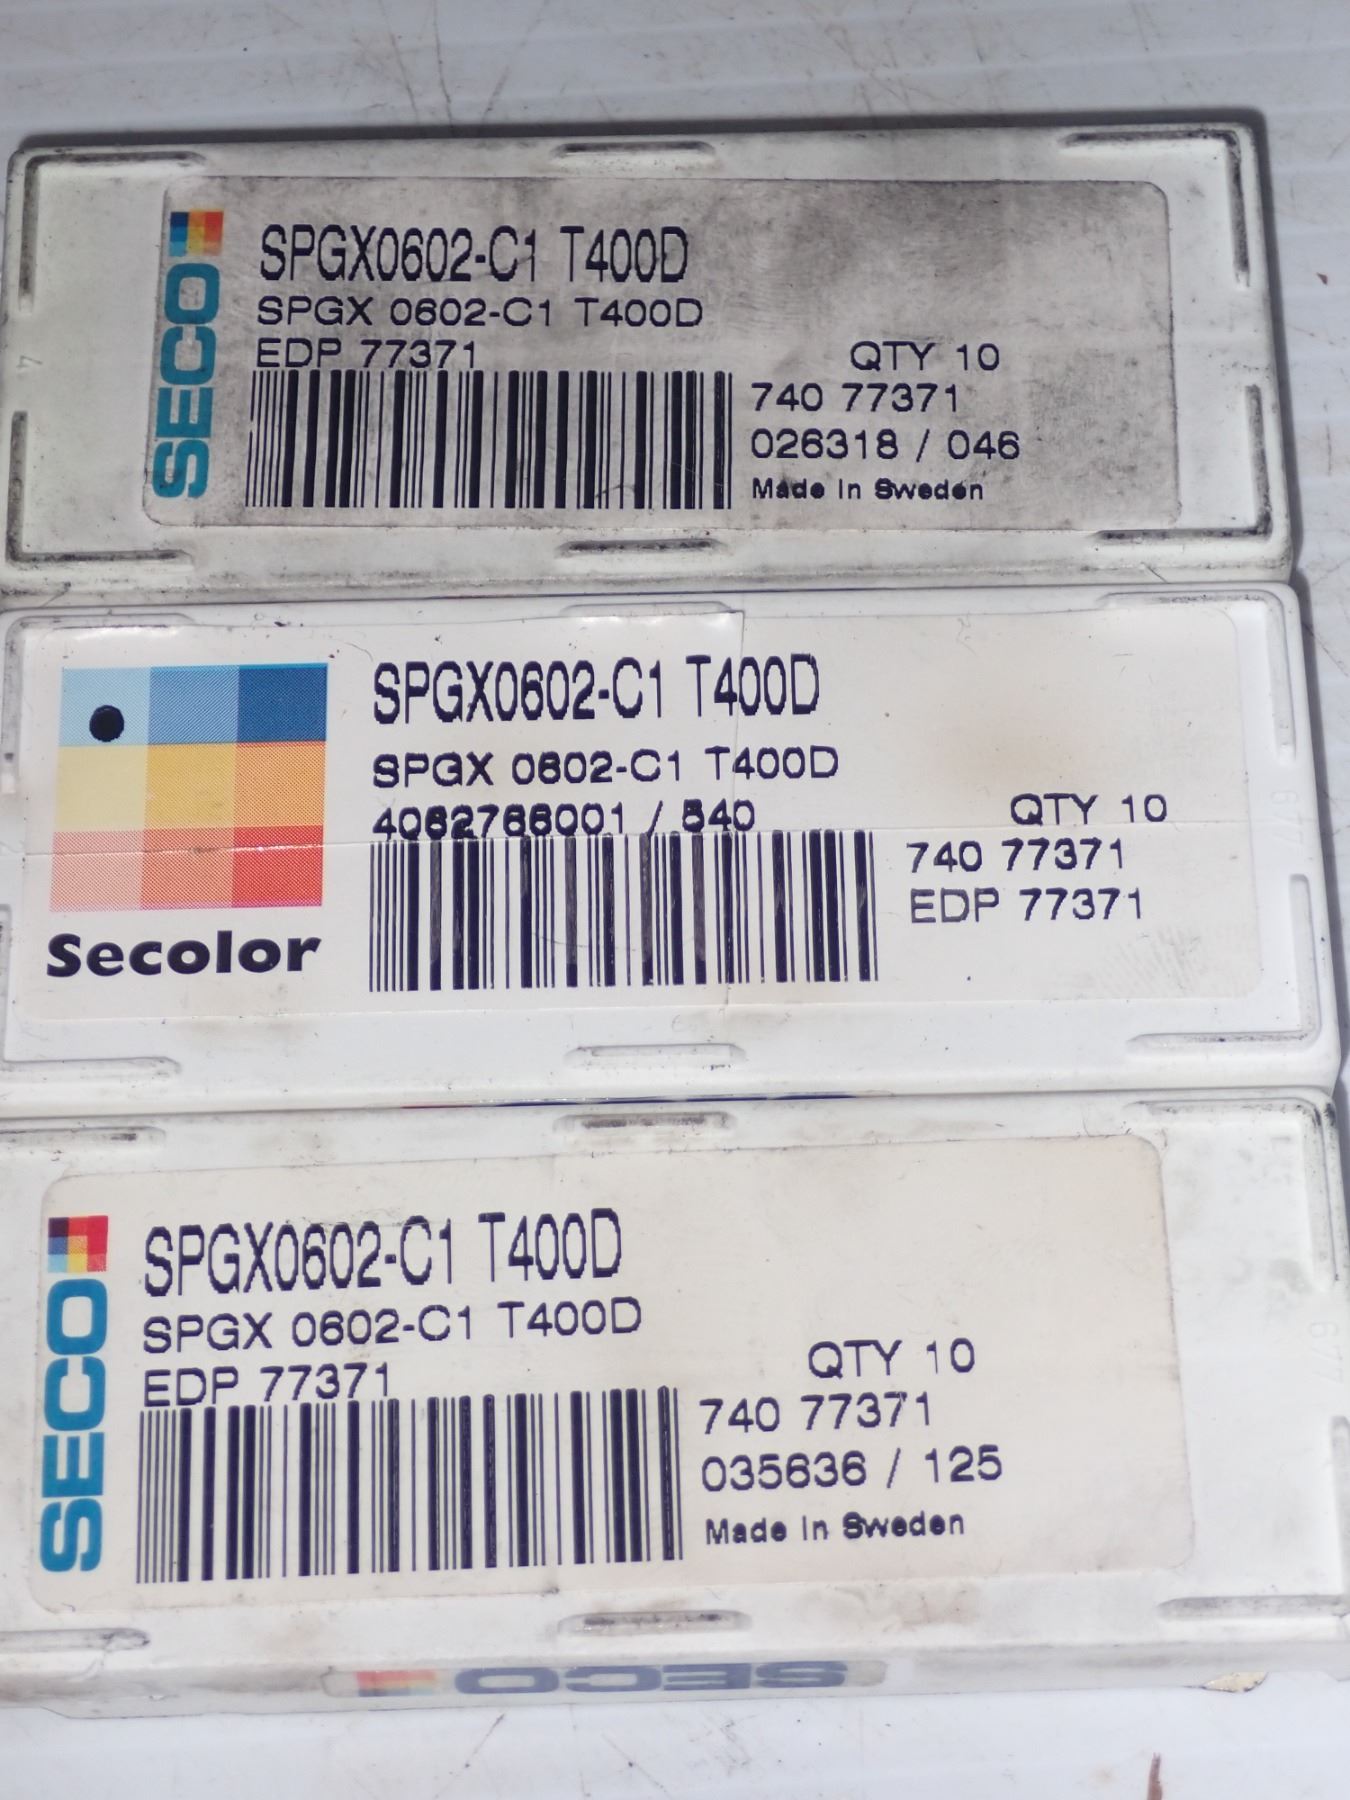 SECO
SPGX0602-C1 T400D
SPGX 0602-C1 T400D
EDP 77371
QTY 10
740 77371
026318 / 046
Made In Sweden
Secolor
SPGX0602-C1 T400D
SPGX 0602-C1 T400D
4062766001 / 540
QTY 10
740 77371
EDP 77371
SECO
SPGX0602-C1 T400D
SPGX 0602-C1 T400D
EDP 77371
QTY 10
740 77371
035636 / 125
Made In Sweden
SECO